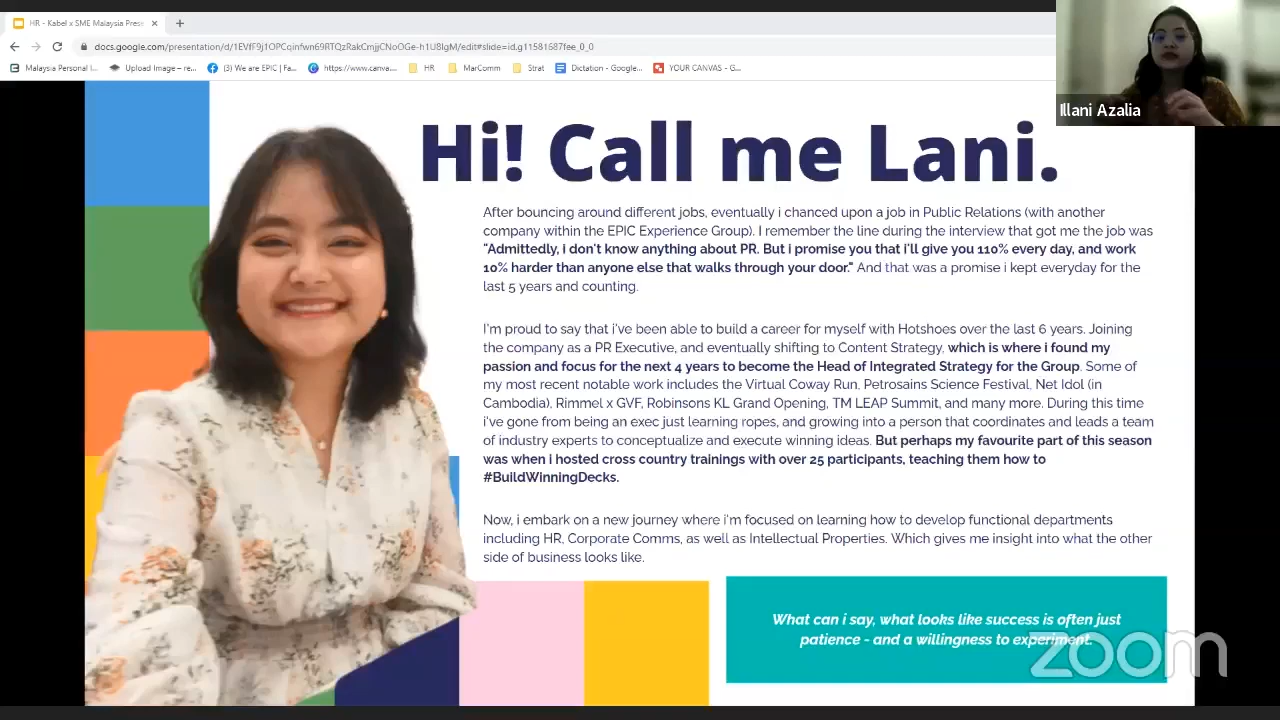 HR - Kabel x SME Malaysia Pres
docs.google.com/presentation/d/1EVfF9j1OPCqinfwn69RTQzRakCmjjCNoOGe-h1U8lgM/edit#slide=id.g11581587fee_0_0
Malaysia Personal I... Upload Image – re... (3) We are EPIC | Fa... https://www.canva... HR MarComm Strat Dictation - Google... YOUR CANVAS - G...
Illani Azalia
Hi! Call me Lani.
After bouncing around different jobs, eventually i chanced upon a job in Public Relations (with another
company within the EPIC Experience Group). I remember the line during the interview that got me the job was
"Admittedly, i don't know anything about PR. But i promise you that i'll give you 110% every day, and work
10% harder than anyone else that walks through your door." And that was a promise i kept everyday for the
last 5 years and counting.
I'm proud to say that i've been able to build a career for myself with Hotshoes over the last 6 years. Joining
the company as a PR Executive, and eventually shifting to Content Strategy, which is where i found my
passion and focus for the next 4 years to become the Head of Integrated Strategy for the Group. Some of
my most recent notable work includes the Virtual Coway Run, Petrosains Science Festival, Net Idol (in
Cambodia), Rimmel x GVF, Robinsons KL Grand Opening, TM LEAP Summit, and many more. During this time
i've gone from being an exec just learning ropes, and growing into a person that coordinates and leads a team
of industry experts to conceptualize and execute winning ideas. But perhaps my favourite part of this season
was when i hosted cross country trainings with over 25 participants, teaching them how to
#BuildWinningDecks.
Now, i embark on a new journey where i'm focused on learning how to develop functional departments
including HR, Corporate Comms, as well as Intellectual Properties. Which gives me insight into what the other
side of business looks like.
What can i say, what looks like success is often just
patience - and a willingness to experiment.
zoom